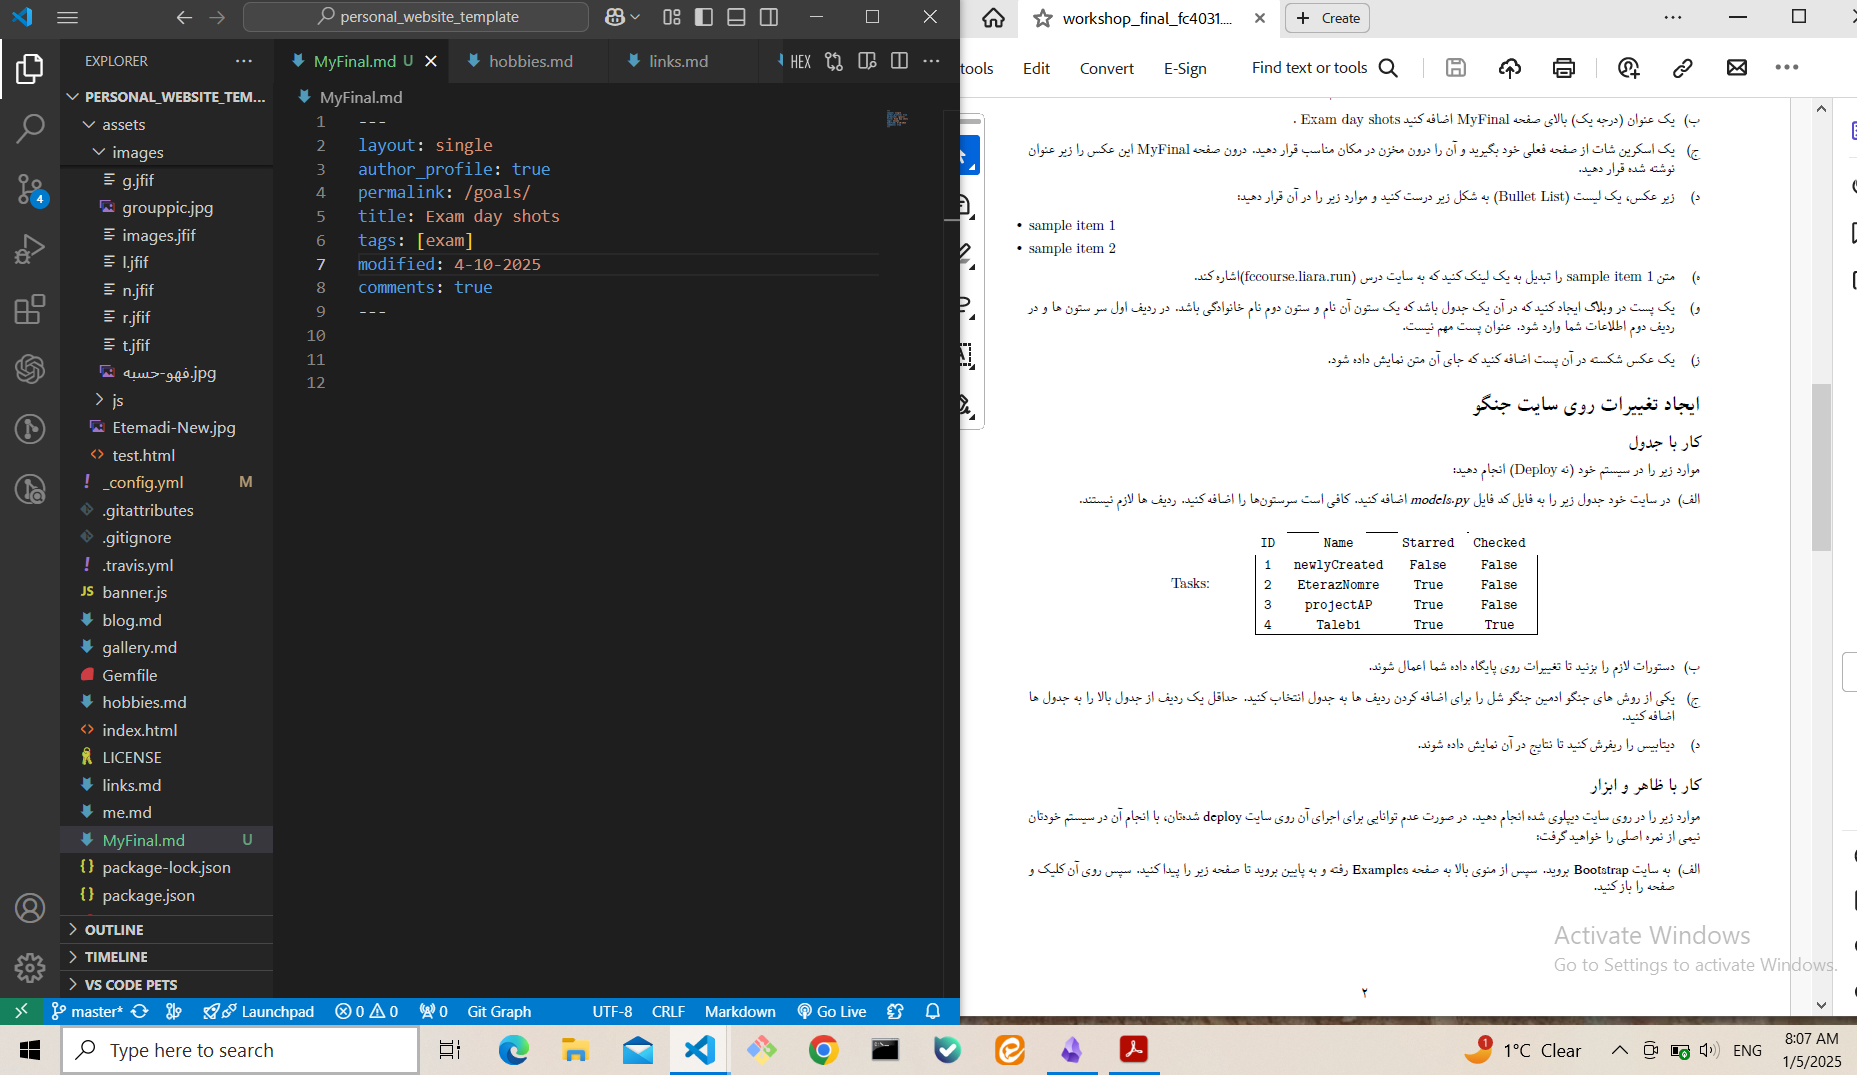 personal_website_template
EXPLORER
PERSONAL_WEBSITE_TEM...
assets
images
g.jfif
grouppic.jpg
images.jfif
l.jfif
n.jfif
r.jfif
t.jfif
قهو-حسبه.jpg
js
Etemadi-New.jpg
test.html
_config.yml M
.gitattributes
.gitignore
.travis.yml
banner.js
blog.md
gallery.md
Gemfile
hobbies.md
index.html
LICENSE
links.md
me.md
MyFinal.md U
package-lock.json
package.json
OUTLINE
TIMELINE
VS CODE PETS
4
MyFinal.md U
hobbies.md
links.md
HEX
MyFinal.md
1 ---
2 layout: single
3 author_profile: true
4 permalink: /goals/
5 title: Exam day shots
6 tags: [exam]
7 modified: 4-10-2025
8 comments: true
9 ---
10
11
12
master*
Launchpad
0 0
0
Git Graph
UTF-8
CRLF
Markdown
Go Live
workshop_final_fc4031....
Create
tools
Edit
Convert
E-Sign
Find text or tools
ب) یک عنوان (درجه یک) بالای صفحه MyFinal اضافه کنید Exam day shots .
ج) یک اسکرین شات از صفحه فعلی خود بگیرید و آن را درون مخزن در مکان مناسب قرار دهید. درون صفحه MyFinal این عکس را زیر عنوان
نوشته شده قرار دهید.
د) زیر عکس، یک لیست (Bullet List) به شکل زیر درست کنید و موارد زیر را در آن قرار دهید:
• sample item 1
• sample item 2
ه) متن sample item 1 را تبدیل به یک لینک کنید که به سایت درس (fccourse.liara.run)اشاره کند.
و) یک پست در وبلاگ ایجاد کنید که در آن یک جدول باشد که یک ستون آن نام و ستون دوم نام خانوادگی باشد. در ردیف اول سر ستون ها و در
ردیف دوم اطلاعات شما وارد شود. عنوان پست مهم نیست.
ز) یک عکس شکسته در آن پست اضافه کنید که جای آن متن نمایش داده شود.
ایجاد تغییرات روی سایت جنگو
کار با جدول
موارد زیر را در سیستم خود (نه Deploy) انجام دهید:
الف) در سایت خود جدول زیر را به فایل کد فایل models.py اضافه کنید. کافی است سرستون‌ها را اضافه کنید. ردیف ها لازم نیستند.
ID Name Starred Checked
1 newlyCreated False False
Tasks:
2 EterazNomre True False
3 projectAP True False
4 Talebi True True
ب) دستورات لازم را بزنید تا تغییرات روی پایگاه داده شما اعمال شوند.
ج) یکی از روش های جنگو ادمین جنگو شل را برای اضافه کردن ردیف ها به جدول انتخاب کنید. حداقل یک ردیف از جدول بالا را به جدول ها
اضافه کنید.
د) دیتابیس را ریفرش کنید تا نتایج در آن نمایش داده شوند.
کار با ظاهر و ابزار
موارد زیر را در روی سایت دیپلوی شده انجام دهید. در صورت عدم توانایی برای اجرای آن روی سایت deploy شده‌تان، با انجام آن در سیستم خودتان
نیمی از نمره اصلی را خواهید گرفت:
الف) به سایت Bootstrap بروید. سپس از منوی بالا به صفحه Examples رفته و به پایین بروید تا صفحه زیر را پیدا کنید. سپس روی آن کلیک و
صفحه را باز کنید.
Activate Windows
Go to Settings to activate Windows.
۲
Type here to search
1
1°C Clear
ENG
8:07 AM
1/5/2025